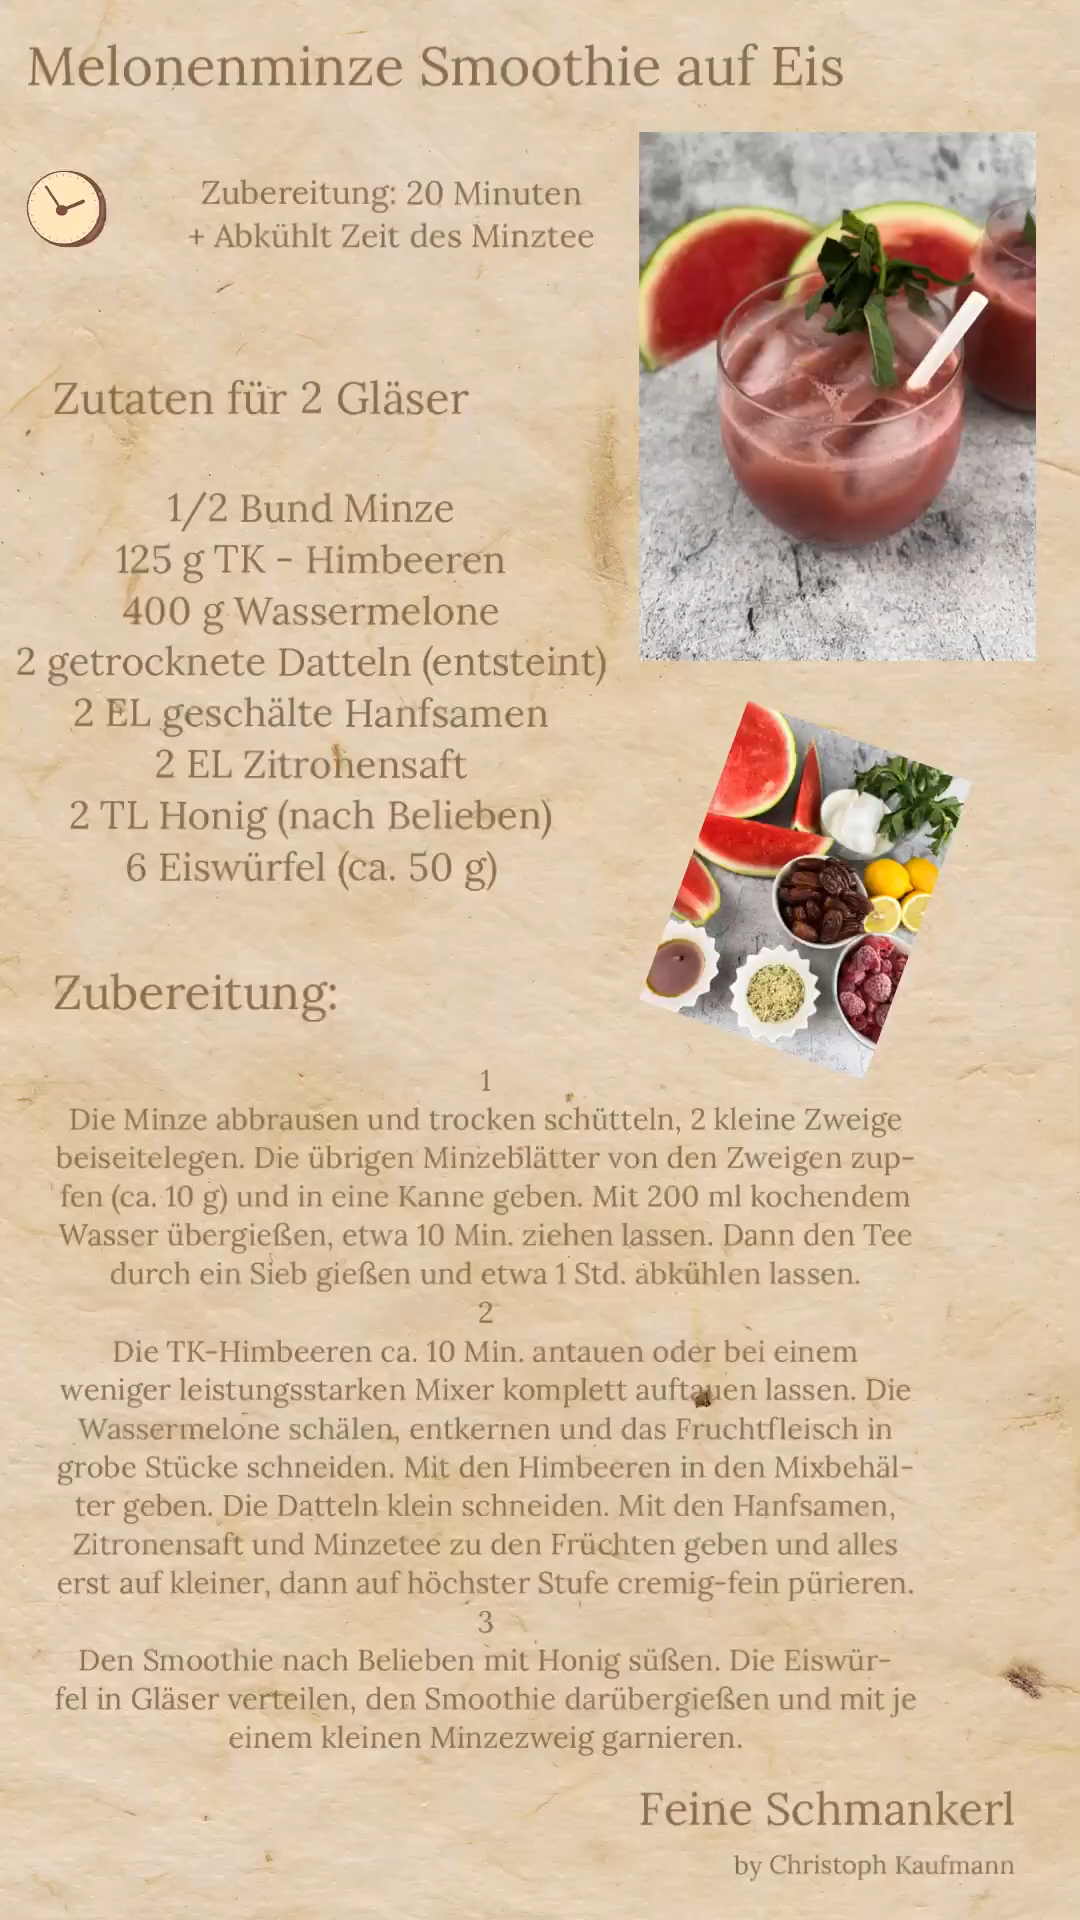 Melonenminze Smoothie auf Eis
Zubereitung: 20 Minuten
+ Abkühlt Zeit des Minztee
Zutaten für 2 Gläser
1/2 Bund Minze
125 g TK - Himbeeren
400 g Wassermelone
2 getrocknete Datteln (entsteint)
2 EL geschälte Hanfsamen
2 EL Zitronensaft
2 TL Honig (nach Belieben)
6 Eiswürfel (ca. 50 g)
Zubereitung:
1
Die Minze abbrausen und trocken schütteln, 2 kleine Zweige
beiseitelegen. Die übrigen Minzeblätter von den Zweigen zup-
fen (ca. 10 g) und in eine Kanne geben. Mit 200 ml kochendem
Wasser übergießen, etwa 10 Min. ziehen lassen. Dann den Tee
durch ein Sieb gießen und etwa 1 Std. abkühlen lassen.
2
Die TK-Himbeeren ca. 10 Min. antauen oder bei einem
weniger leistungsstarken Mixer komplett auftauen lassen. Die
Wassermelone schälen, entkernen und das Fruchtfleisch in
grobe Stücke schneiden. Mit den Himbeeren in den Mixbehäl-
ter geben. Die Datteln klein schneiden. Mit den Hanfsamen,
Zitronensaft und Minzetee zu den Früchten geben und alles
erst auf kleiner, dann auf höchster Stufe cremig-fein pürieren.
3
Den Smoothie nach Belieben mit Honig süßen. Die Eiswür-
fel in Gläser verteilen, den Smoothie darübergießen und mit je
einem kleinen Minzezweig garnieren.
Feine Schmankerl
by Christoph Kaufmann